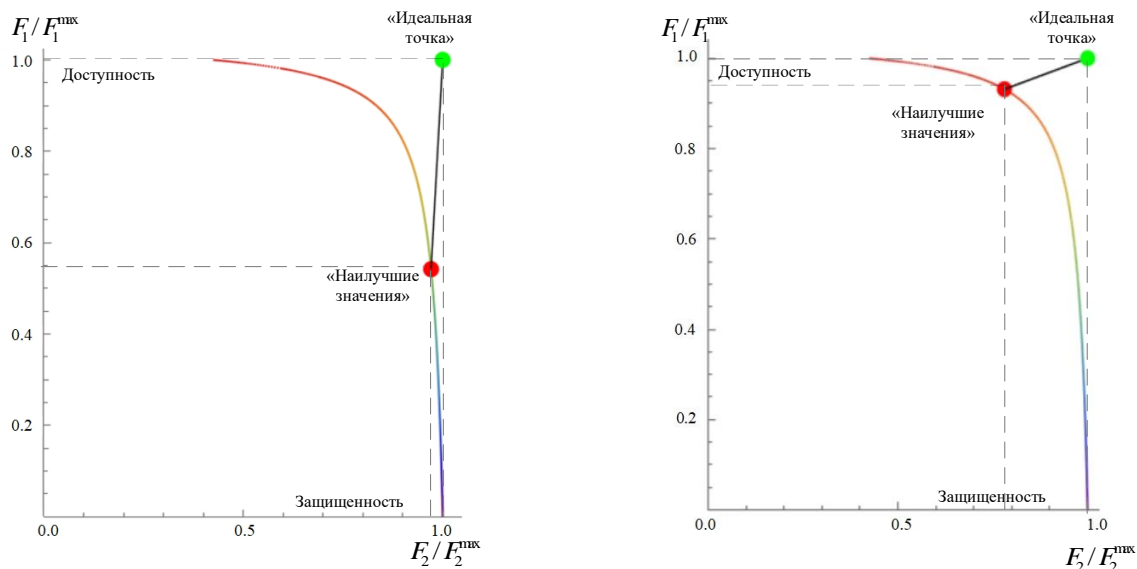 F₁/F₁ᵐᵃˣ
«Идеальная
точка»
1.0
Доступность
0.8
0.6
«Наилучшие
значения»
0.4
0.2
Защищенность
0.0
0.5
1.0
F₂/F₂ᵐᵃˣ
F₁/F₁ᵐᵃˣ
«Идеальная
точка»
1.0
Доступность
«Наилучшие
значения»
0.8
0.6
0.4
0.2
Защищенность
0.0
0.5
1.0
F₂/F₂ᵐᵃˣ